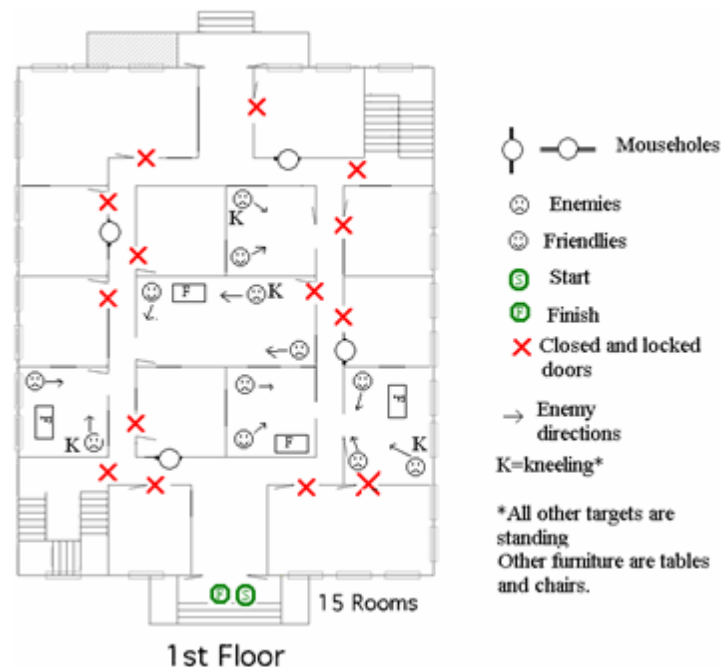 Mouseholes
K
Enemies
Friendlies
F
K
S
Start
F
Finish
Closed and locked
doors
F
F
Enemy
directions
K
F
K
K=kneeling*
*All other targets are
standing
Other furniture are tables
and chairs.
F
S
15 Rooms
1st Floor